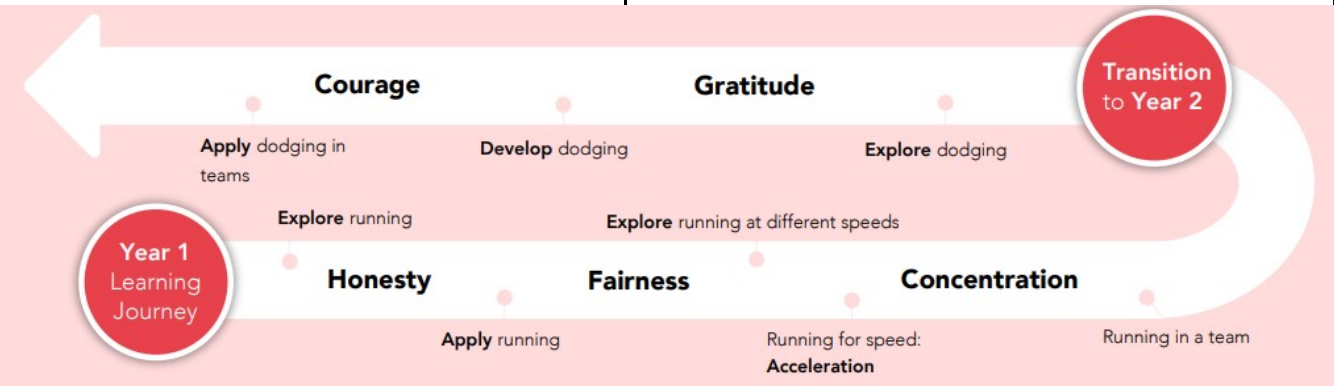 Courage
Gratitude
Transition
to Year 2
Apply dodging in
teams
Develop dodging
Explore dodging
Explore running
Explore running at different speeds
Year 1
Learning
Journey
Honesty
Fairness
Concentration
Apply running
Running for speed:
Acceleration
Running in a team